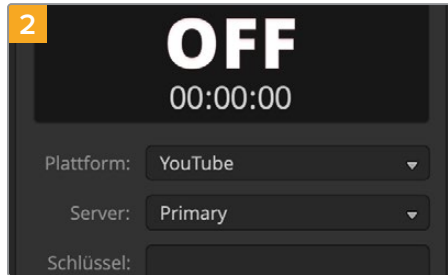 2
OFF
00:00:00
Plattform: YouTube
Server: Primary
Schlüssel: